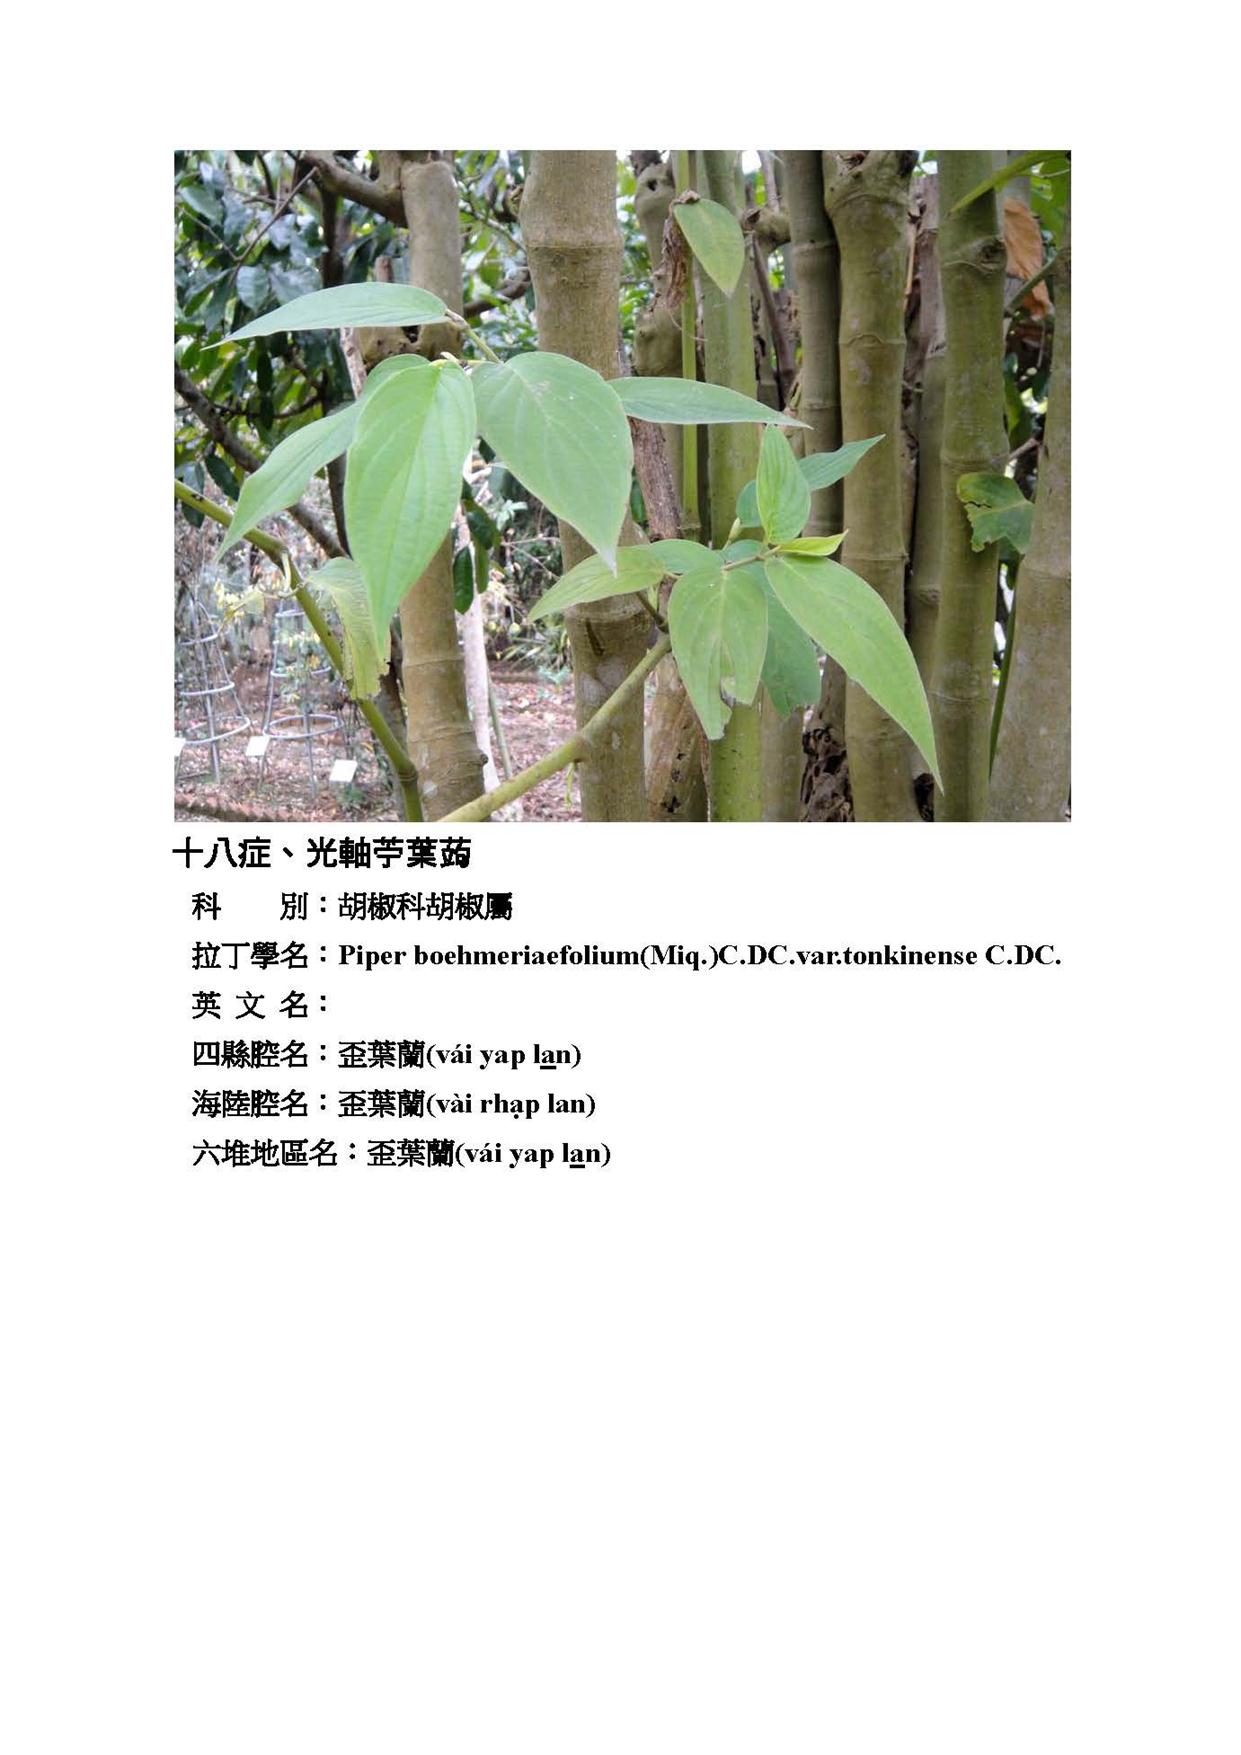 十八症、光軸苧葉蒟
科　　別：胡椒科胡椒屬
拉丁學名：Piper boehmeriaefolium(Miq.)C.DC.var.tonkinense C.DC.
英 文 名：
四縣腔名：歪葉蘭(vái yap la̲n)
海陸腔名：歪葉蘭(vài rhạp lan)
六堆地區名：歪葉蘭(vái yap la̲n)